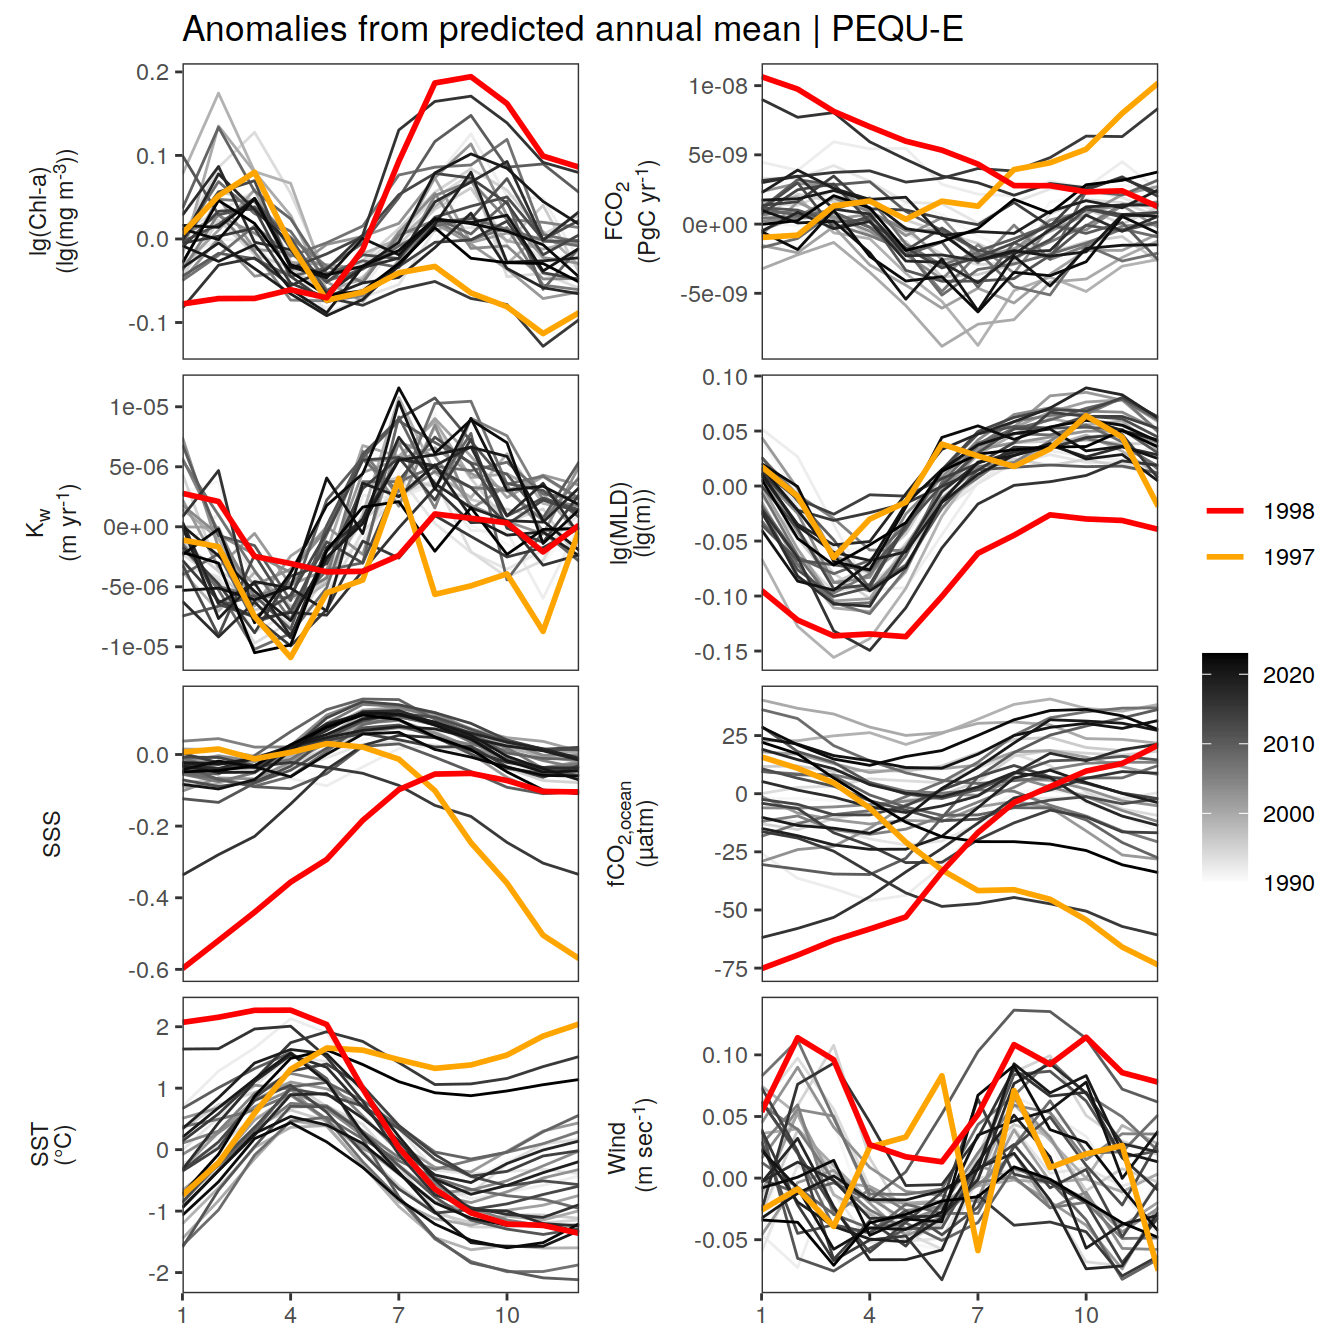 Anomalies from predicted annual mean | PEQU-E
lg(Chl-a)
(lg(mg m⁻³))
0.2
0.1
0.0
-0.1
FCO₂
(PgC yr⁻¹)
1e-08
5e-09
0e+00
-5e-09
K_w
(m yr⁻¹)
1e-05
5e-06
0e+00
-5e-06
-1e-05
lg(MLD)
(lg(m))
0.10
0.05
0.00
-0.05
-0.10
-0.15
SSS
0.0
-0.2
-0.4
-0.6
fCO₂,ocean
(µatm)
25
0
-25
-50
-75
SST
(°C)
2
1
0
-1
-2
1 4 7 10
Wind
(m sec⁻¹)
0.10
0.05
0.00
-0.05
1 4 7 10
1998
1997
2020
2010
2000
1990